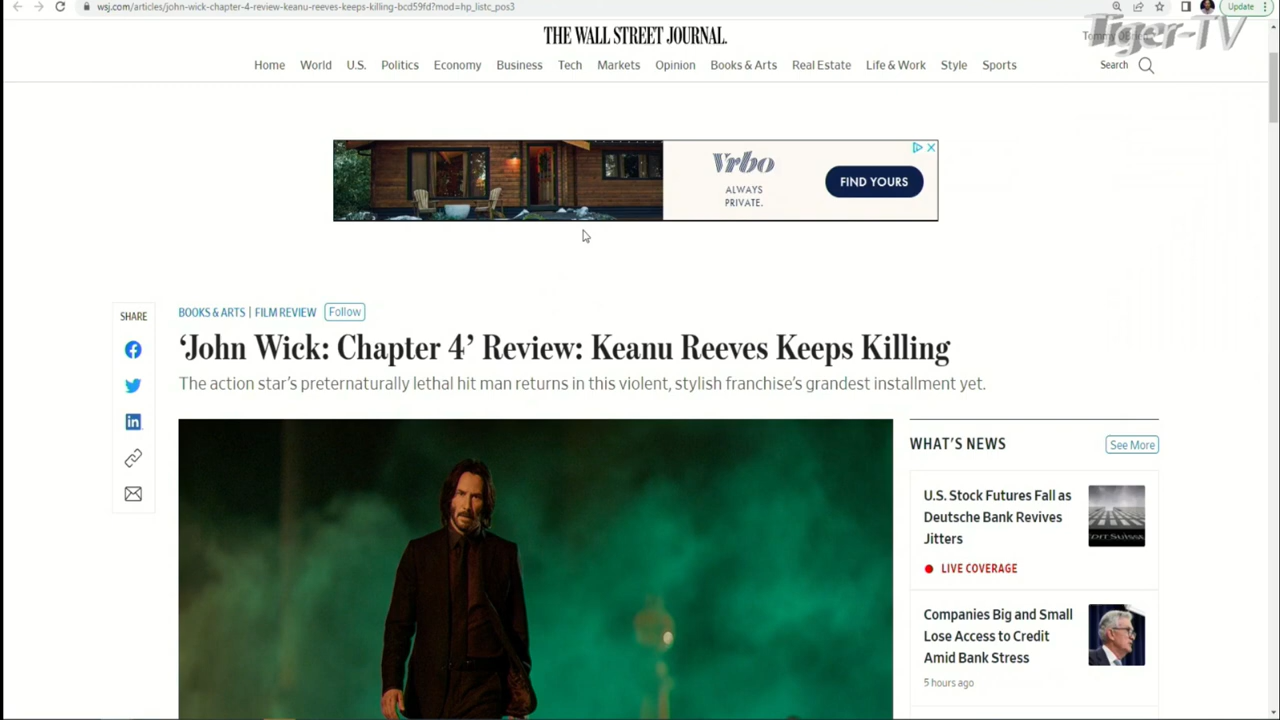 wsj.com/articles/john-wick-chapter-4-review-keanu-reeves-keeps-killing-bcd59fd?mod=hp_listc_pos3
Update
Tiger-TV
THE WALL STREET JOURNAL.
Home World U.S. Politics Economy Business Tech Markets Opinion Books & Arts Real Estate Life & Work Style Sports
Search
Vrbo
ALWAYS
PRIVATE.
FIND YOURS
SHARE
BOOKS & ARTS | FILM REVIEW Follow
‘John Wick: Chapter 4’ Review: Keanu Reeves Keeps Killing
The action star’s preternaturally lethal hit man returns in this violent, stylish franchise’s grandest installment yet.
in
WHAT’S NEWS
See More
U.S. Stock Futures Fall as
Deutsche Bank Revives
Jitters
LIVE COVERAGE
Companies Big and Small
Lose Access to Credit
Amid Bank Stress
5 hours ago